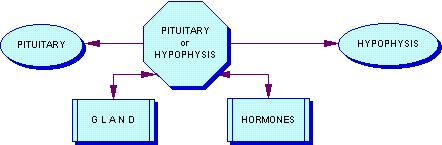 PITUITARY
or
HYPOPHYSIS
PITUITARY
HYPOPHYSIS
G L A N D
HORMONES